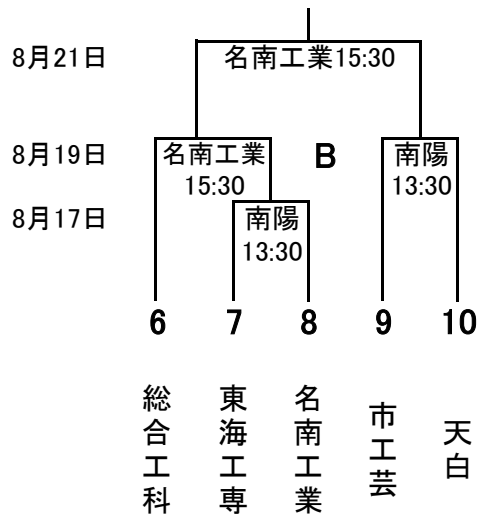 8月21日
名南工業15:30
8月19日
名南工業
15:30
B
南陽
13:30
8月17日
南陽
13:30
6
7
8
9
10
総合工科
東海工専
名南工業
市工芸
天白